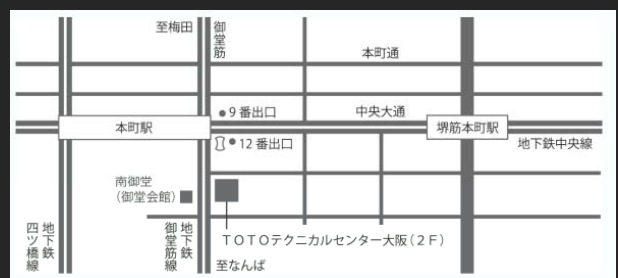 至梅田
御堂筋
本町通
9番出口
中央大通
本町駅
堺筋本町駅
12番出口
地下鉄中央線
南御堂
（御堂会館）
ＴＯＴＯテクニカルセンター大阪（２Ｆ）
地下鉄
四ツ橋線
地下鉄
御堂筋線
至なんば